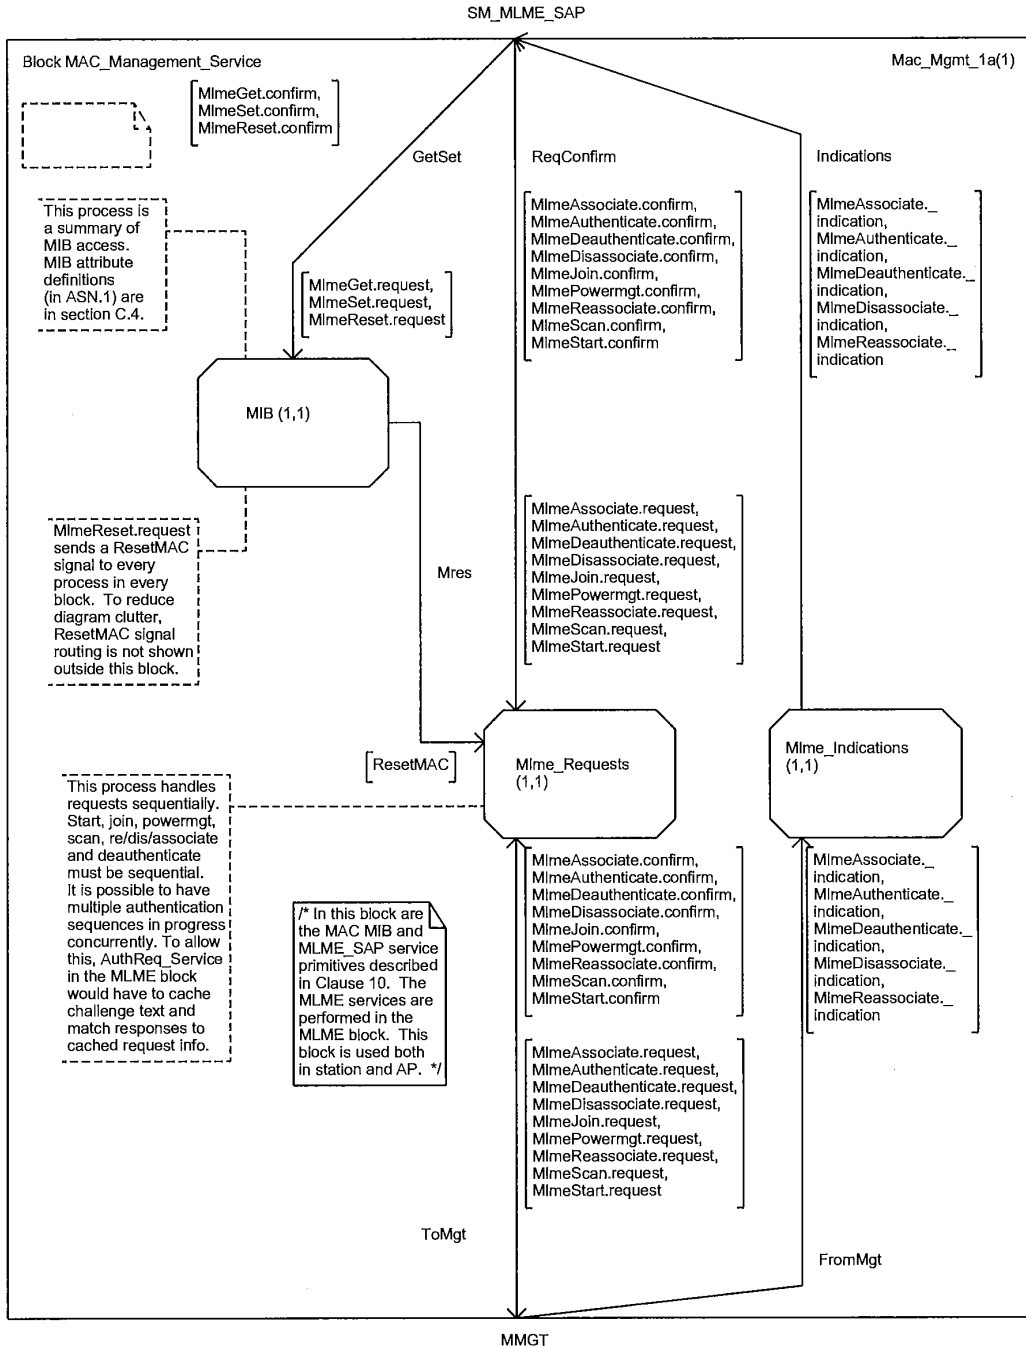 SM_MLME_SAP
Block MAC_Management_Service
Mac_Mgmt_1a(1)
MlmeGet.confirm,
MlmeSet.confirm,
MlmeReset.confirm
GetSet
ReqConfirm
Indications
This process is
a summary of
MIB access.
MIB attribute
definitions
(in ASN.1) are
in section C.4.
MlmeGet.request,
MlmeSet.request,
MlmeReset.request
MlmeAssociate.confirm,
MlmeAuthenticate.confirm,
MlmeDeauthenticate.confirm,
MlmeDisassociate.confirm,
MlmeJoin.confirm,
MlmePowermgt.confirm,
MlmeReassociate.confirm,
MlmeScan.confirm,
MlmeStart.confirm
MlmeAssociate._
indication,
MlmeAuthenticate._
indication,
MlmeDeauthenticate._
indication,
MlmeDisassociate._
indication,
MlmeReassociate._
indication
MIB (1,1)
MlmeReset.request
sends a ResetMAC
signal to every
process in every
block. To reduce
diagram clutter,
ResetMAC signal
routing is not shown
outside this block.
Mres
MlmeAssociate.request,
MlmeAuthenticate.request,
MlmeDeauthenticate.request,
MlmeDisassociate.request,
MlmeJoin.request,
MlmePowermgt.request,
MlmeReassociate.request,
MlmeScan.request,
MlmeStart.request
[ResetMAC]
Mlme_Requests
(1,1)
Mlme_Indications
(1,1)
This process handles
requests sequentially.
Start, join, powermgt,
scan, re/dis/associate
and deauthenticate
must be sequential.
It is possible to have
multiple authentication
sequences in progress
concurrently. To allow
this, AuthReq_Service
in the MLME block
would have to cache
challenge text and
match responses to
cached request info.
/* In this block are
the MAC MIB and
MLME_SAP service
primitives described
in Clause 10. The
MLME services are
performed in the
MLME block. This
block is used both
in station and AP. */
MlmeAssociate.confirm,
MlmeAuthenticate.confirm,
MlmeDeauthenticate.confirm,
MlmeDisassociate.confirm,
MlmeJoin.confirm,
MlmePowermgt.confirm,
MlmeReassociate.confirm,
MlmeScan.confirm,
MlmeStart.confirm
MlmeAssociate._
indication,
MlmeAuthenticate._
indication,
MlmeDeauthenticate._
indication,
MlmeDisassociate._
indication,
MlmeReassociate._
indication
MlmeAssociate.request,
MlmeAuthenticate.request,
MlmeDeauthenticate.request,
MlmeDisassociate.request,
MlmeJoin.request,
MlmePowermgt.request,
MlmeReassociate.request,
MlmeScan.request,
MlmeStart.request
ToMgt
FromMgt
MMGT